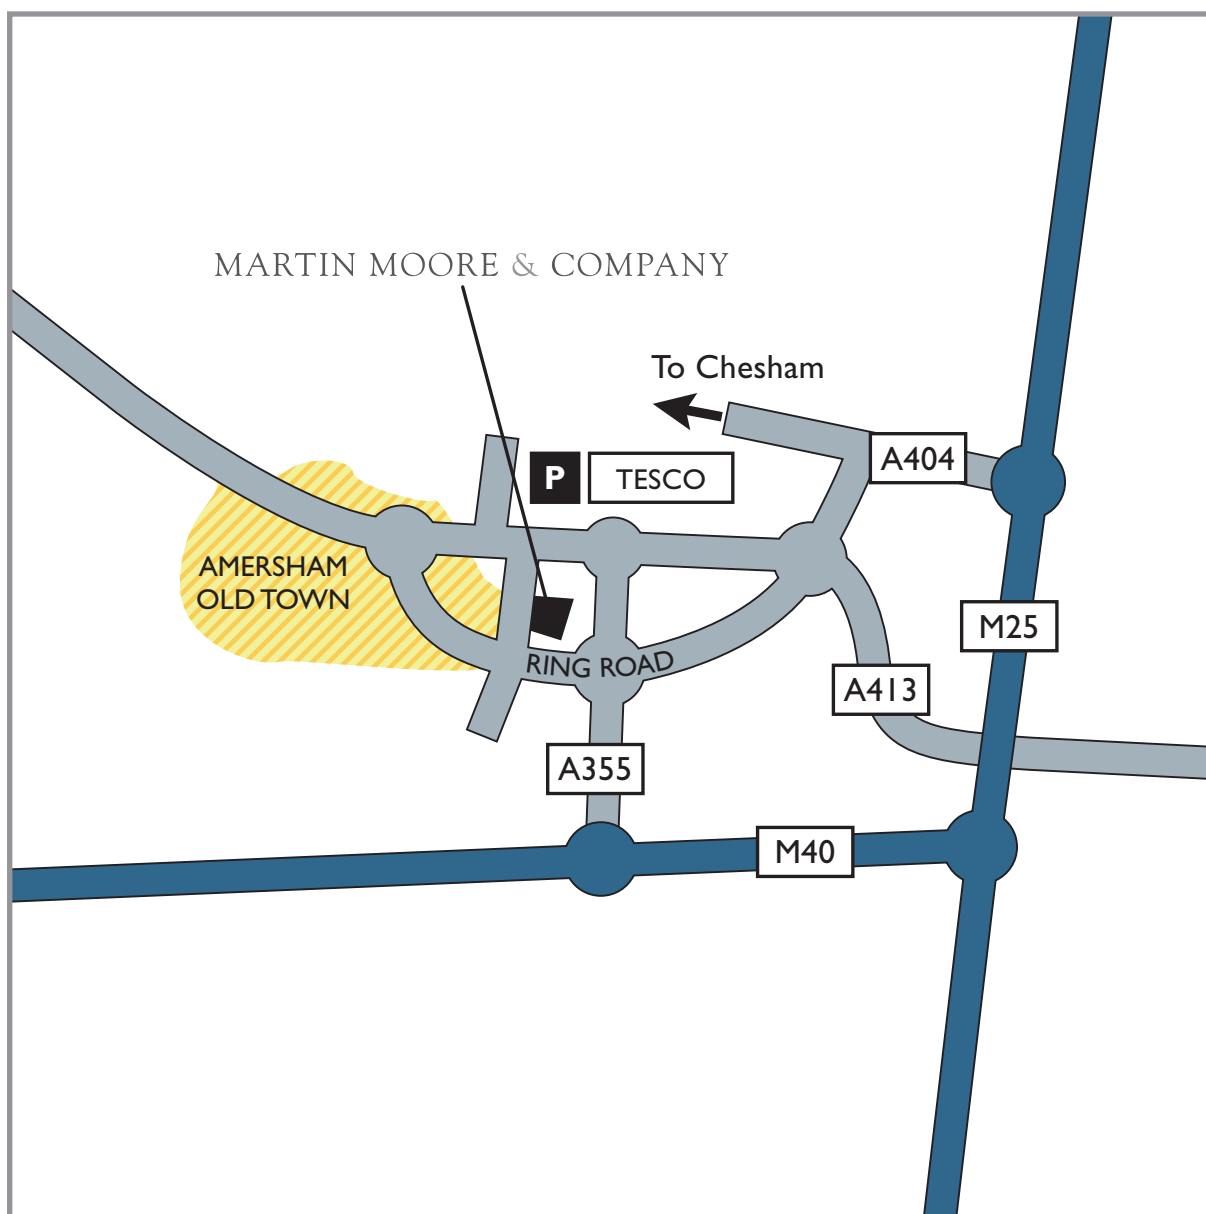 MARTIN MOORE & COMPANY
To Chesham
A404
P
TESCO
AMERSHAM
OLD TOWN
M25
RING ROAD
A413
A355
M40